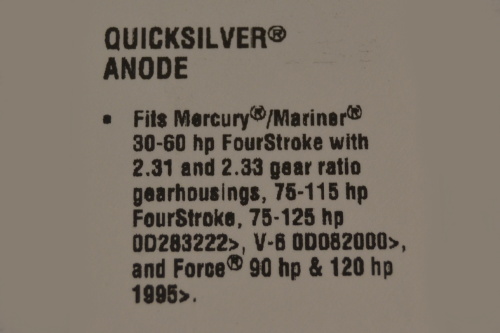 QUICKSILVER®
ANODE
• Fits Mercury®/Mariner®
30-60 hp FourStroke with
2.31 and 2.33 gear ratio
gearhousings, 75-115 hp
FourStroke, 75-125 hp
0D283222>, V-6 0D082000>,
and Force® 90 hp & 120 hp
1995>.